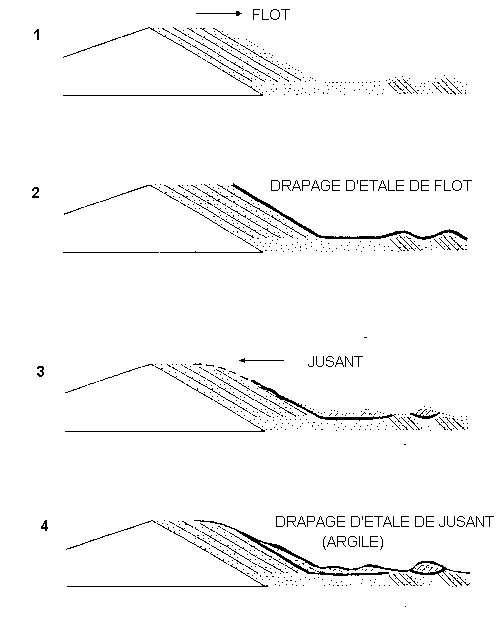 1
FLOT
2
DRAPAGE D'ETALE DE FLOT
3
JUSANT
4
DRAPAGE D'ETALE DE JUSANT
(ARGILE)